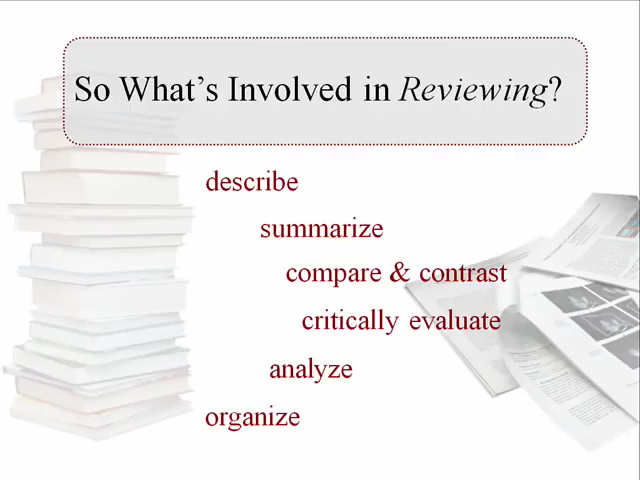 So What's Involved in Reviewing?
describe
summarize
compare & contrast
critically evaluate
analyze
organize